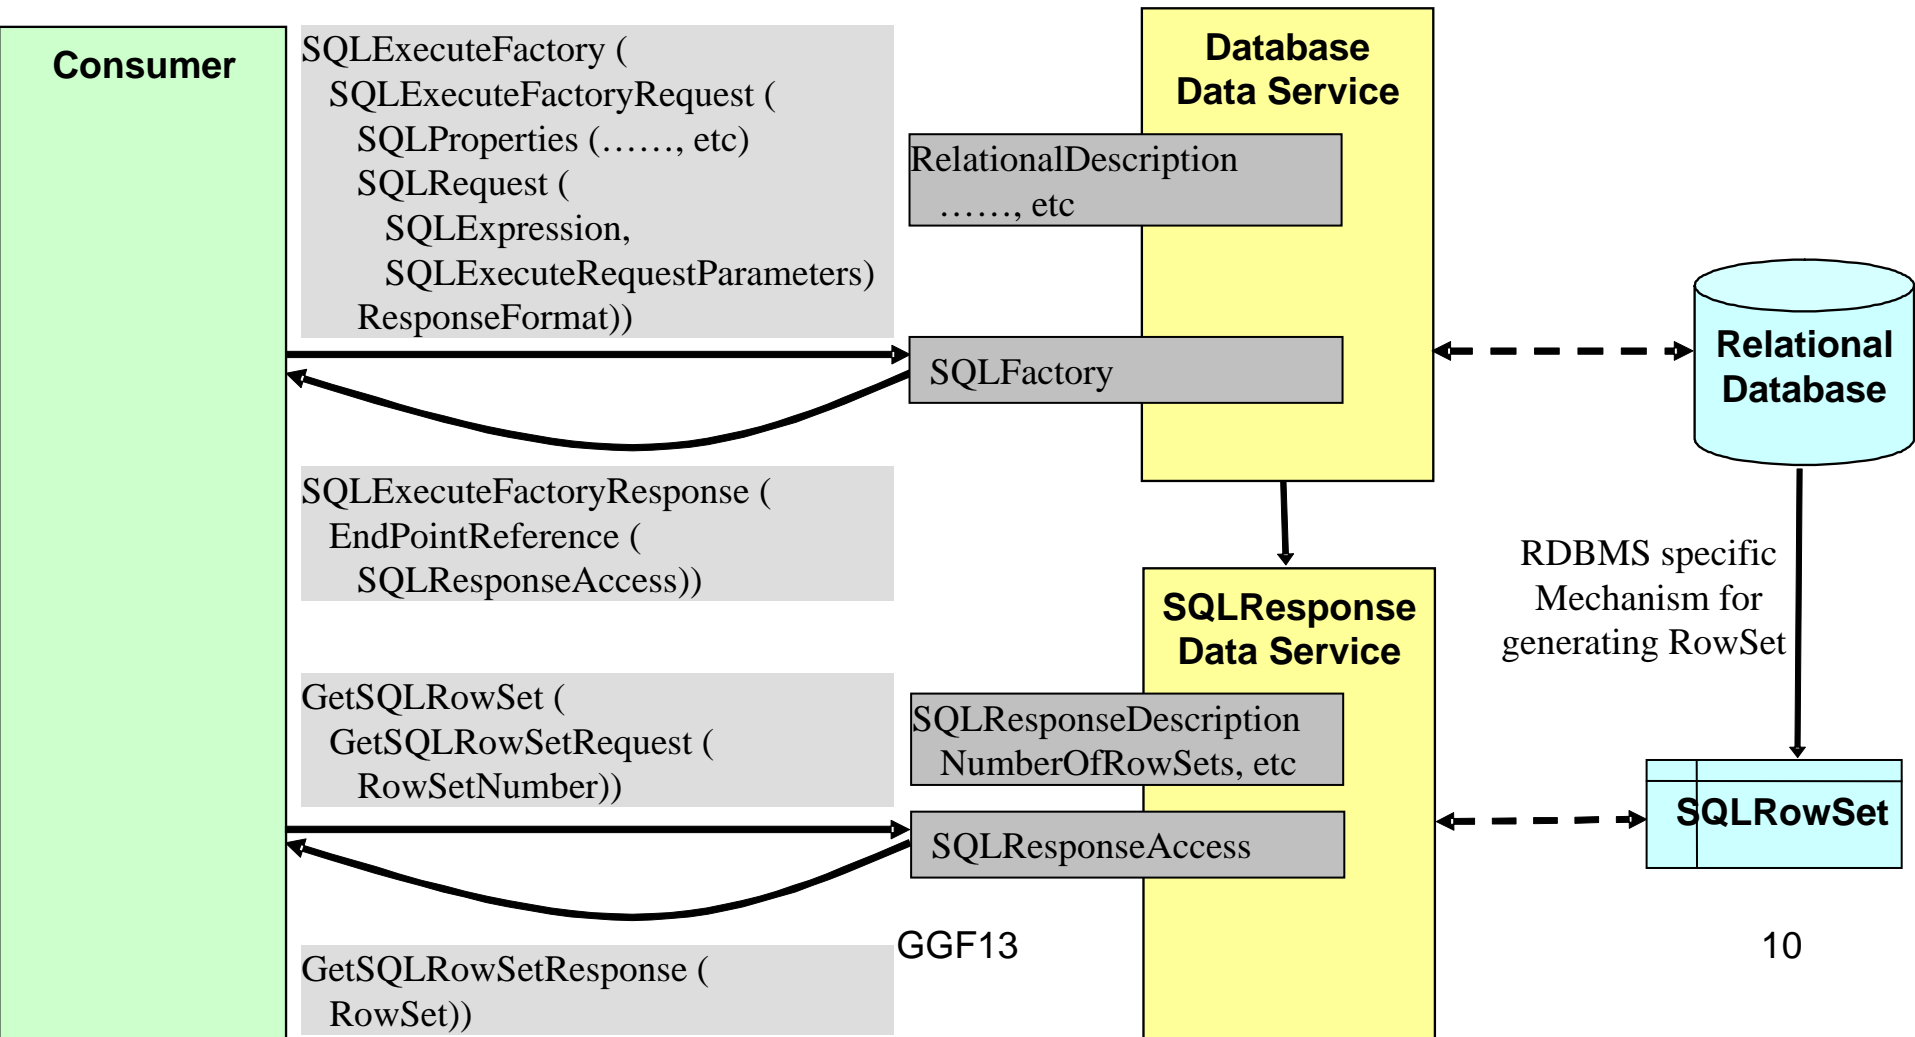 Consumer
SQLExecuteFactory (
SQLExecuteFactoryRequest (
SQLProperties (……, etc)
SQLRequest (
SQLExpression,
SQLExecuteRequestParameters)
ResponseFormat))
Database
Data Service
RelationalDescription
……, etc
SQLFactory
Relational
Database
SQLExecuteFactoryResponse (
EndPointReference (
SQLResponseAccess))
RDBMS specific
Mechanism for
generating RowSet
SQLResponse
Data Service
GetSQLRowSet (
GetSQLRowSetRequest (
RowSetNumber))
SQLResponseDescription
NumberOfRowSets, etc
SQLResponseAccess
SQLRowSet
GetSQLRowSetResponse (
RowSet))
GGF13
10